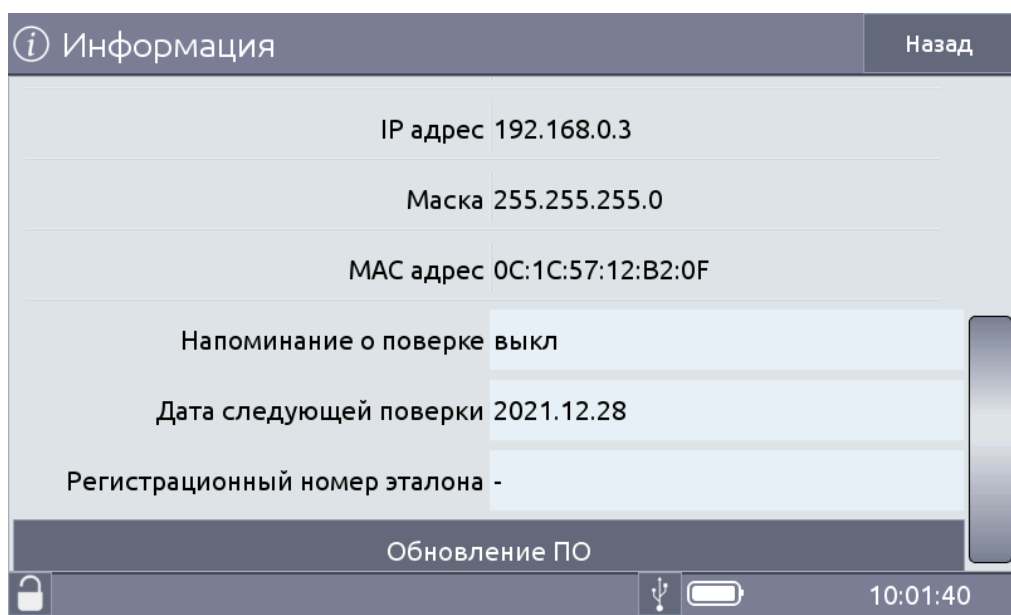 Информация
Назад
IP адрес 192.168.0.3
Маска 255.255.255.0
MAC адрес 0C:1C:57:12:B2:0F
Напоминание о поверке выкл
Дата следующей поверки 2021.12.28
Регистрационный номер эталона -
Обновление ПО
10:01:40